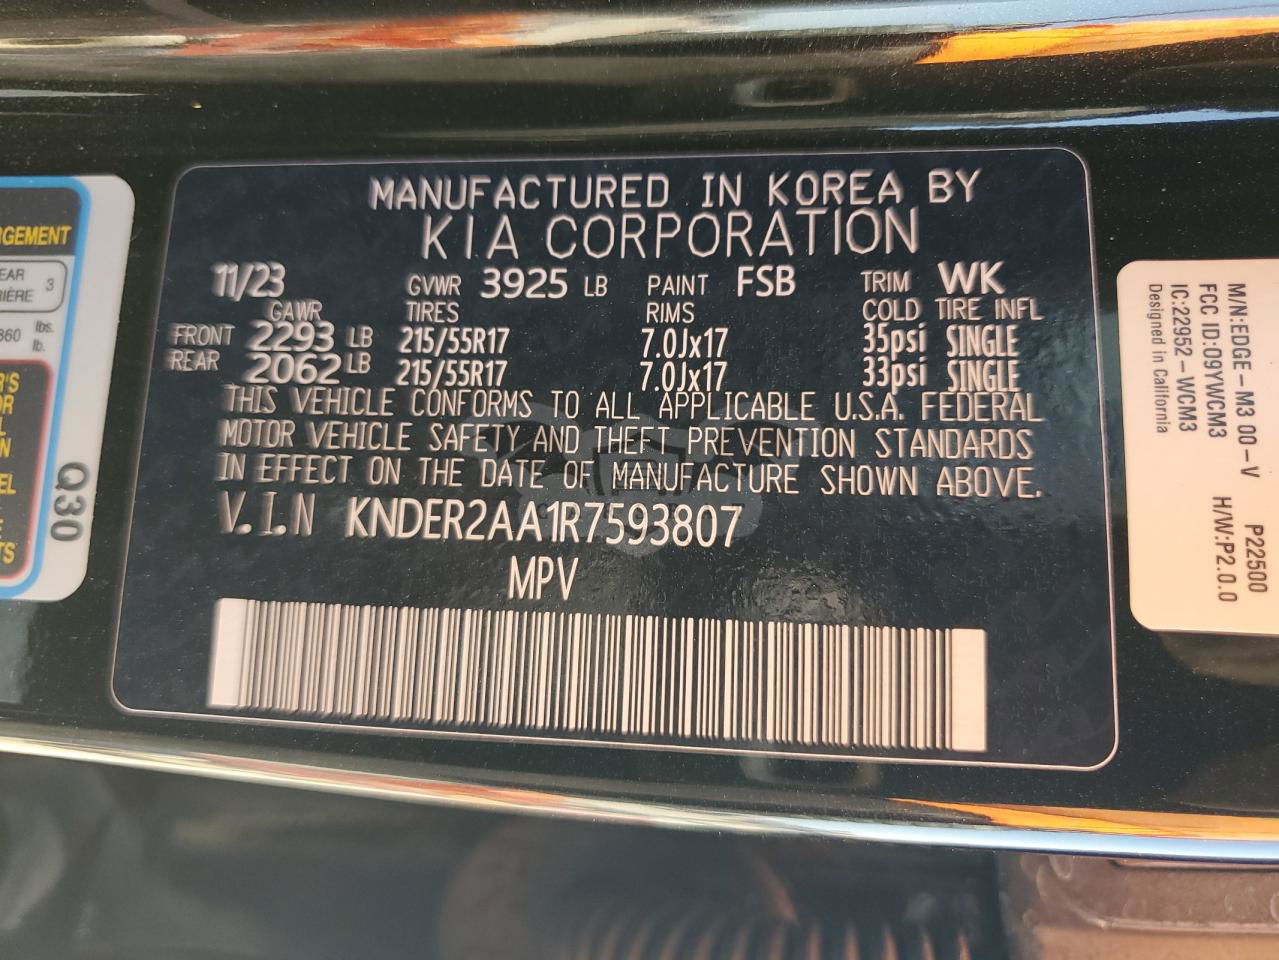 MANUFACTURED IN KOREA BY
KIA CORPORATION
11/23 GVWR 3925 LB PAINT FSB TRIM WK
GAWR TIRES RIMS COLD TIRE INFL
FRONT 2293 LB 215/55R17 7.0Jx17 35psi SINGLE
REAR 2062 LB 215/55R17 7.0Jx17 33psi SINGLE
THIS VEHICLE CONFORMS TO ALL APPLICABLE U.S.A. FEDERAL
MOTOR VEHICLE SAFETY AND THEFT PREVENTION STANDARDS
IN EFFECT ON THE DATE OF MANUFACTURE SHOWN ABOVE.
V.I.N KNDER2AA1R7593807
MPV
3
lbs.
lb.
Q30
M/N:EDGE-M3 00-V P22500
FCC ID:O9YWCM3 H/W:P2.0.0
IC:22952-WCM3
Designed in California